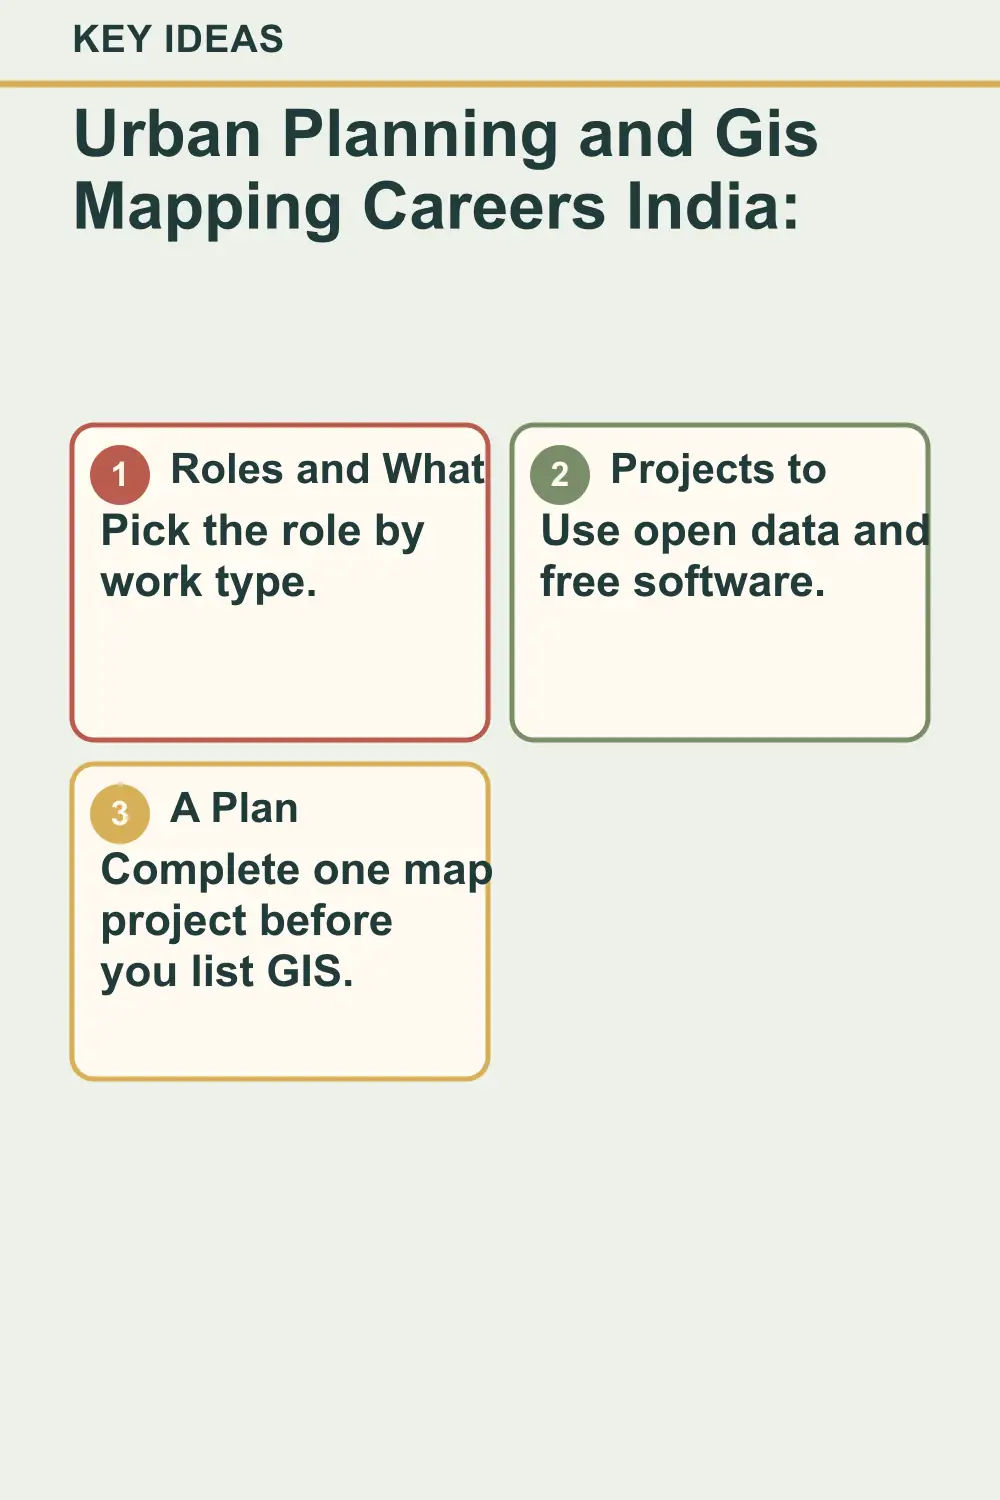 KEY IDEAS
Urban Planning and Gis
Mapping Careers India:
1 Roles and What
Pick the role by
work type.
2 Projects to
Use open data and
free software.
3 A Plan
Complete one map
project before
you list GIS.